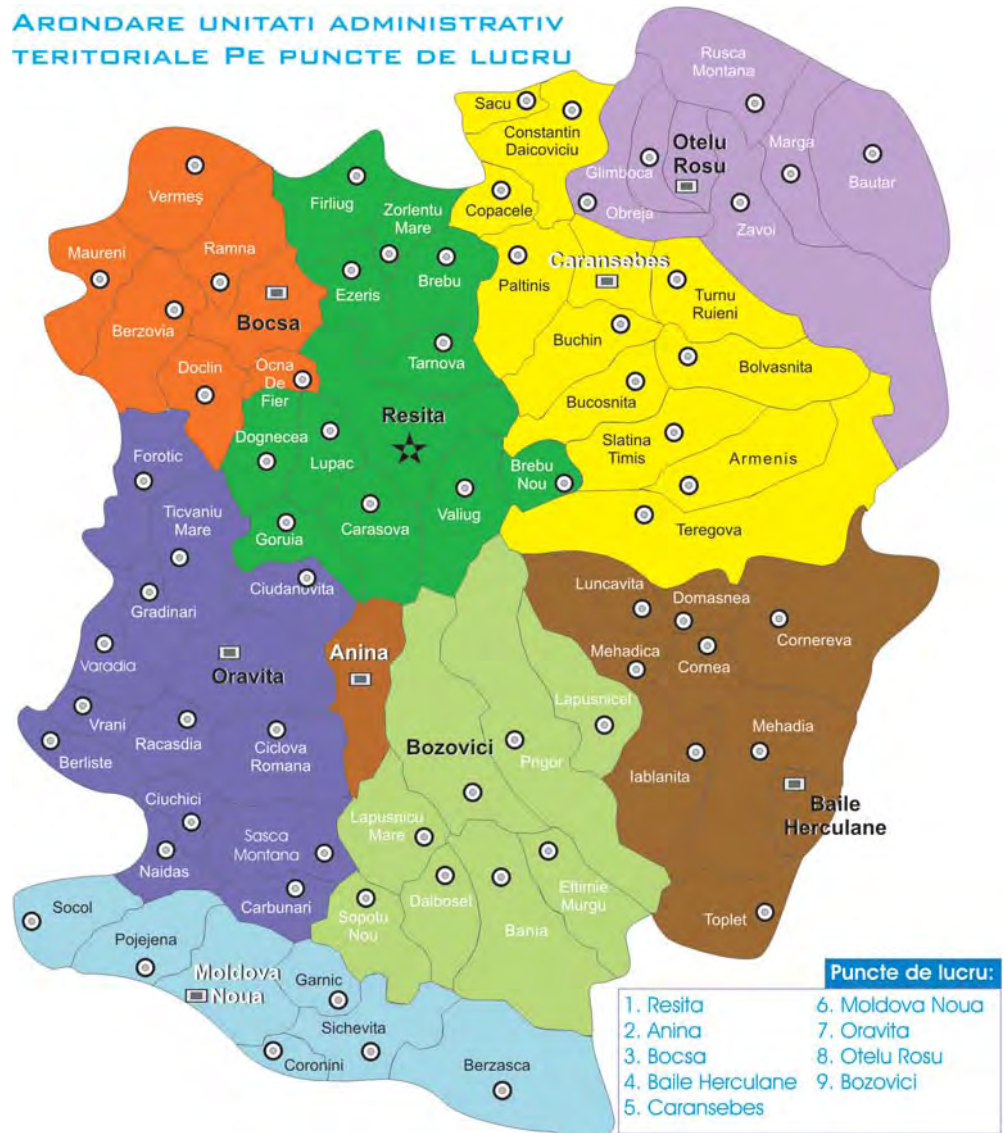 ARONDARE UNITATI ADMINISTRATIV
TERITORIALE PE PUNCTE DE LUCRU
Rusca
Montana
Sacu
Constantin
Daicoviciu
Otelu
Rosu
Marga
Glimboca
Bautar
Vermeş
Firliug
Copacele
Obreja
Zavoi
Zorlentu
Mare
Maureni
Ramna
Ezeris
Brebu
Paltinis
Caransebes
Turnu
Ruieni
Berzovia
Bocsa
Buchin
Tarnova
Bolvasnita
Doclin
Ocna
De
Fier
Bucosnita
Resita
Dognecea
Lupac
Slatina
Timis
Armenis
Forotic
Brebu
Nou
Ticvaniu
Mare
Carasova
Valiug
Teregova
Goruia
Ciudanovita
Luncavita
Domasnea
Gradinari
Cornereva
Varadia
Oravita
Anina
Mehadica
Cornea
Lapusnicel
Vrani
Racasdia
Ciclova
Romana
Bozovici
Prigor
Mehadia
Berliste
Iablanita
Ciuchici
Baile
Herculane
Lapusnicu
Mare
Sasca
Montana
Naidas
Carbunari
Sopotu
Nou
Dalboset
Bania
Eftimie
Murgu
Toplet
Socol
Pojejena
Moldova
Noua
Garnic
Sichevita
Coronini
Berzasca
Puncte de lucru:
1. Resita
2. Anina
3. Bocsa
4. Baile Herculane
5. Caransebes
6. Moldova Noua
7. Oravita
8. Otelu Rosu
9. Bozovici